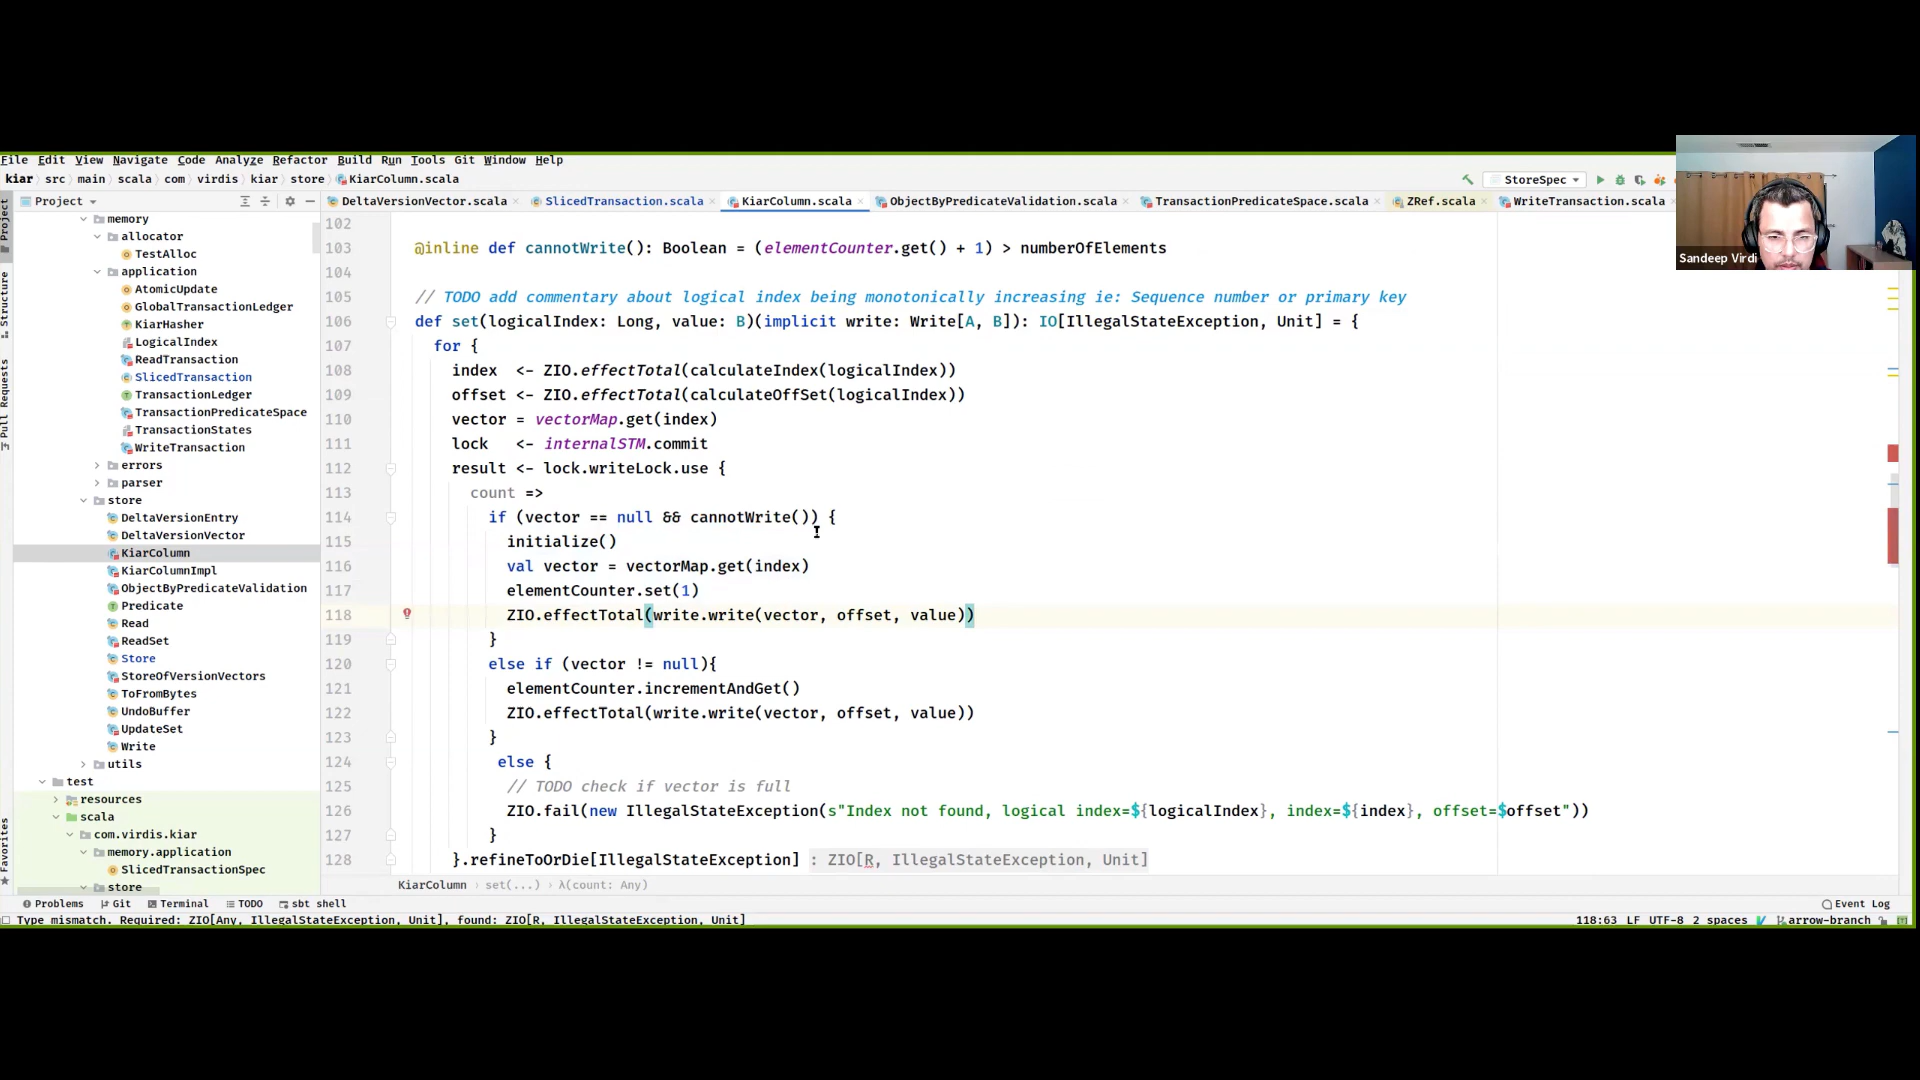 File Edit View Navigate Code Analyze Refactor Build Run Tools Git Window Help
kiar src main scala com virdis kiar store KiarColumn.scala
StoreSpec
Project
DeltaVersionVector.scala SlicedTransaction.scala KiarColumn.scala ObjectByPredicateValidation.scala TransactionPredicateSpace.scala ZRef.scala WriteTransaction.scala
Sandeep Virdi
Project
Structure
Pull Requests
Favorites
memory
allocator
TestAlloc
application
AtomicUpdate
GlobalTransactionLedger
KiarHasher
LogicalIndex
ReadTransaction
SlicedTransaction
TransactionLedger
TransactionPredicateSpace
TransactionStates
WriteTransaction
errors
parser
store
DeltaVersionEntry
DeltaVersionVector
KiarColumn
KiarColumnImpl
ObjectByPredicateValidation
Predicate
Read
ReadSet
Store
StoreOfVersionVectors
ToFromBytes
UndoBuffer
UpdateSet
Write
utils
test
resources
scala
com.virdis.kiar
memory.application
SlicedTransactionSpec
store
102
103 @inline def cannotWrite(): Boolean = (elementCounter.get() + 1) > numberOfElements
104
105 // TODO add commentary about logical index being monotonically increasing ie: Sequence number or primary key
106 def set(logicalIndex: Long, value: B)(implicit write: Write[A, B]): IO[IllegalStateException, Unit] = {
107 for {
108 index <- ZIO.effectTotal(calculateIndex(logicalIndex))
109 offset <- ZIO.effectTotal(calculateOffSet(logicalIndex))
110 vector = vectorMap.get(index)
111 lock <- internalSTM.commit
112 result <- lock.writeLock.use {
113 count =>
114 if (vector == null && cannotWrite()) {
115 initialize()
116 val vector = vectorMap.get(index)
117 elementCounter.set(1)
118 ZIO.effectTotal(write.write(vector, offset, value))
119 }
120 else if (vector != null){
121 elementCounter.incrementAndGet()
122 ZIO.effectTotal(write.write(vector, offset, value))
123 }
124 else {
125 // TODO check if vector is full
126 ZIO.fail(new IllegalStateException(s"Index not found, logical index=${logicalIndex}, index=${index}, offset=$offset"))
127 }
128 }.refineToOrDie[IllegalStateException] : ZIO[R, IllegalStateException, Unit]
KiarColumn set(...) λ(count: Any)
Problems Git Terminal TODO sbt shell Event Log
Type mismatch. Required: ZIO[Any, IllegalStateException, Unit], found: ZIO[R, IllegalStateException, Unit] 118:63 LF UTF-8 2 spaces arrow-branch